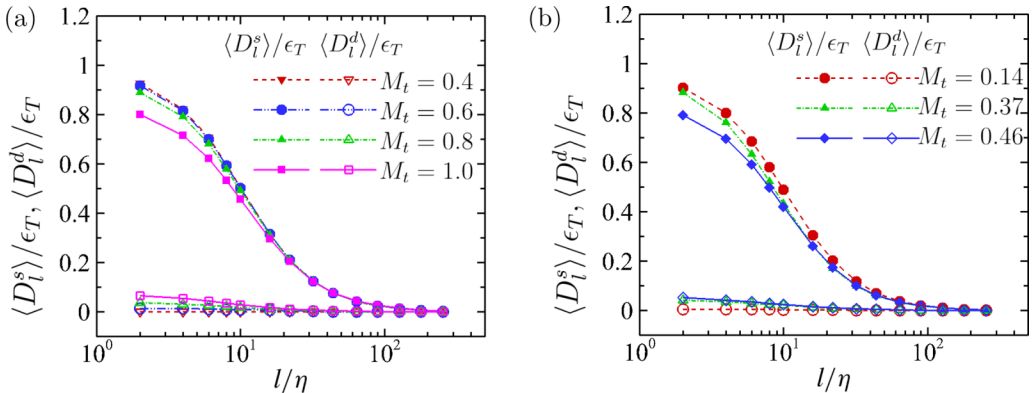 (a)
⟨D_l^s⟩/ϵ_T ⟨D_l^d⟩/ϵ_T
M_t = 0.4
M_t = 0.6
M_t = 0.8
M_t = 1.0
⟨D_l^s⟩/ϵ_T, ⟨D_l^d⟩/ϵ_T
1.2
1
0.8
0.6
0.4
0.2
0
10^0 10^1 10^2
l/η
(b)
⟨D_l^s⟩/ϵ_T ⟨D_l^d⟩/ϵ_T
M_t = 0.14
M_t = 0.37
M_t = 0.46
⟨D_l^s⟩/ϵ_T, ⟨D_l^d⟩/ϵ_T
1.2
1
0.8
0.6
0.4
0.2
0
10^0 10^1 10^2
l/η